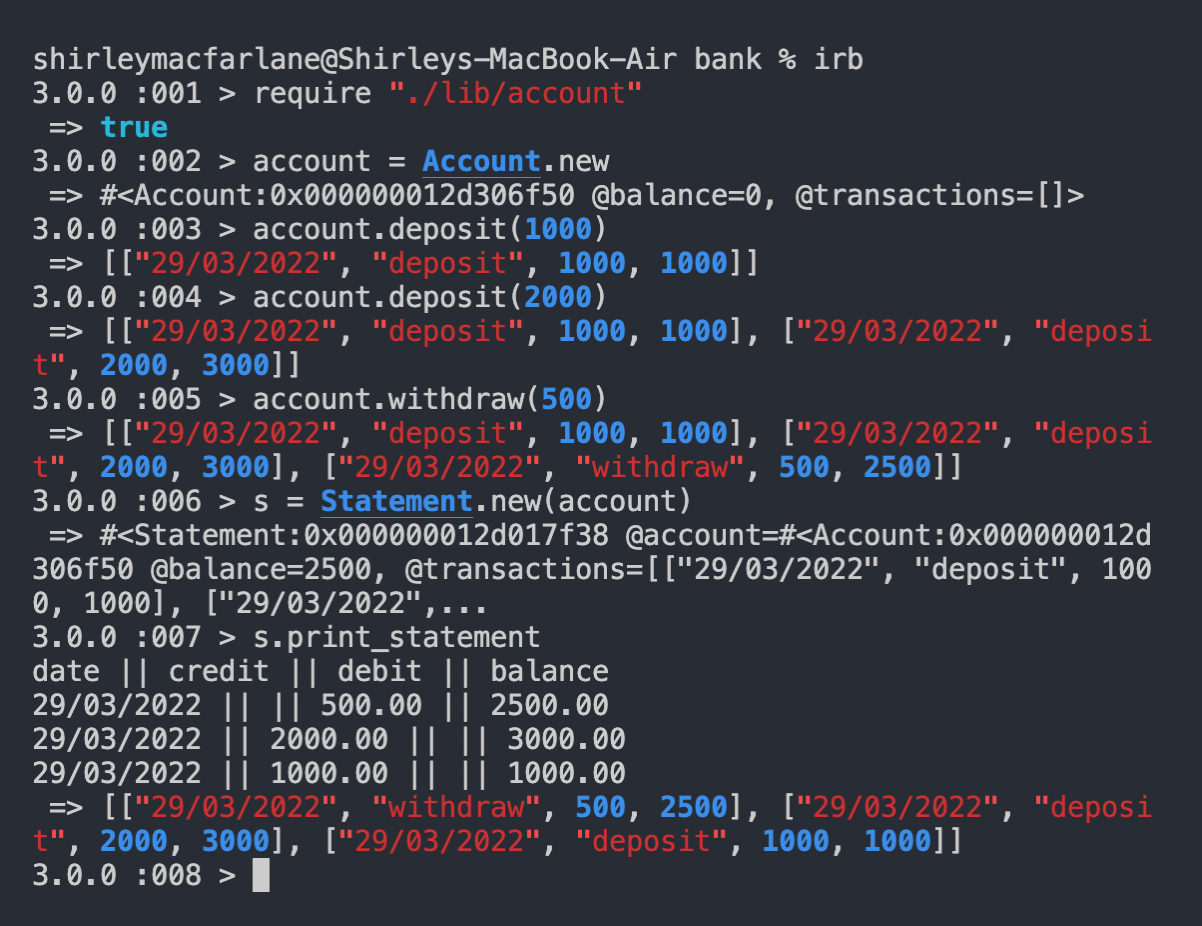 shirleymacfarlane@Shirleys-MacBook-Air bank % irb
3.0.0 :001 > require "./lib/account"
 => true
3.0.0 :002 > account = Account.new
 => #<Account:0x000000012d306f50 @balance=0, @transactions=[]>
3.0.0 :003 > account.deposit(1000)
 => [["29/03/2022", "deposit", 1000, 1000]]
3.0.0 :004 > account.deposit(2000)
 => [["29/03/2022", "deposit", 1000, 1000], ["29/03/2022", "deposi
t", 2000, 3000]]
3.0.0 :005 > account.withdraw(500)
 => [["29/03/2022", "deposit", 1000, 1000], ["29/03/2022", "deposi
t", 2000, 3000], ["29/03/2022", "withdraw", 500, 2500]]
3.0.0 :006 > s = Statement.new(account)
 => #<Statement:0x000000012d017f38 @account=#<Account:0x000000012d
306f50 @balance=2500, @transactions=[["29/03/2022", "deposit", 100
0, 1000], ["29/03/2022",...
3.0.0 :007 > s.print_statement
date || credit || debit || balance
29/03/2022 || || 500.00 || 2500.00
29/03/2022 || 2000.00 || || 3000.00
29/03/2022 || 1000.00 || || 1000.00
 => [["29/03/2022", "withdraw", 500, 2500], ["29/03/2022", "deposi
t", 2000, 3000], ["29/03/2022", "deposit", 1000, 1000]]
3.0.0 :008 >